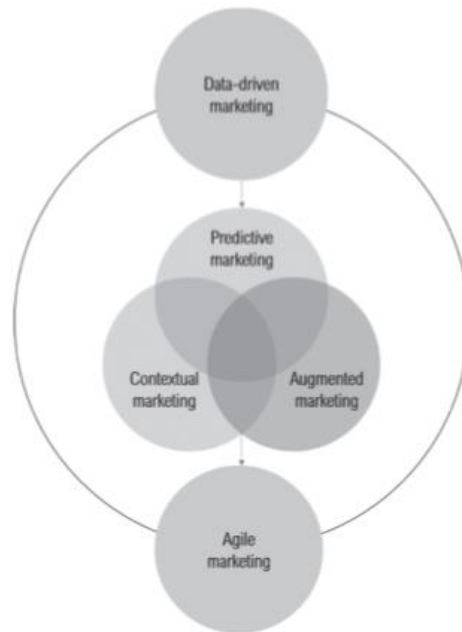 Data-driven
marketing
Predictive
marketing
Contextual
marketing
Augmented
marketing
Agile
marketing